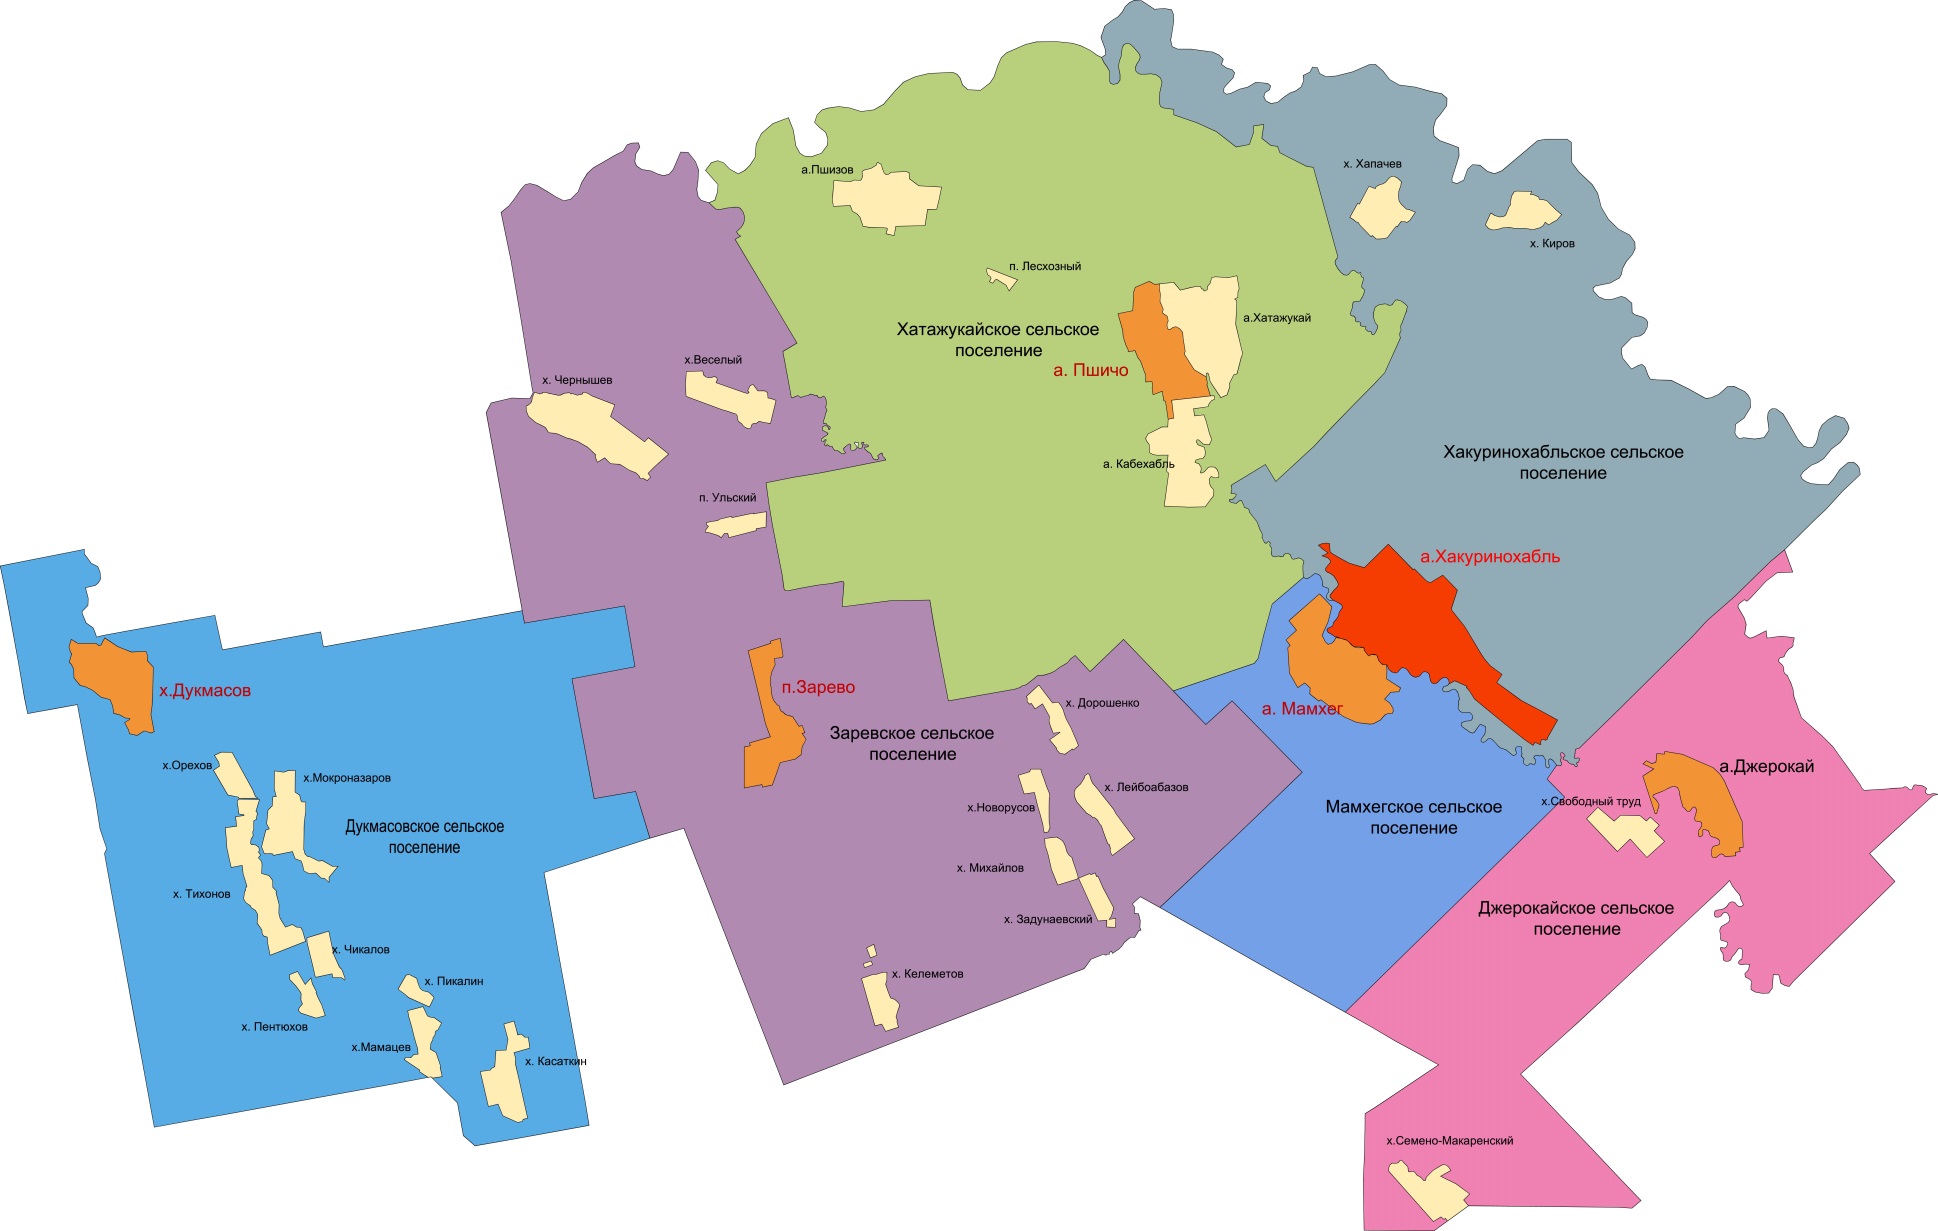 х. Хапачев
а.Пшизов
х. Киров
п. Лесхозный
а.Хатажукай
Хатажукайское сельское
поселение
х.Веселый
а. Пшичо
х. Чернышев
Хакуринохабльское сельское
поселение
а. Кабехабль
п. Ульский
а.Хакуринохабль
п.Зарево
х.Дукмасов
х. Дорошенко
а. Мамхег
Заревское сельское
поселение
х.Орехов
а.Джерокай
х.Мокроназаров
х. Лейбоабазов
х.Свободный труд
х.Новорусов
Мамхегское сельское
поселение
Дукмасовское сельское
поселение
х. Михайлов
х. Тихонов
Джерокайское сельское
поселение
х. Задунаевский
х. Чикалов
х. Келеметов
х. Пикалин
х. Пентюхов
х.Мамацев
х. Касаткин
х.Семено-Макаренский